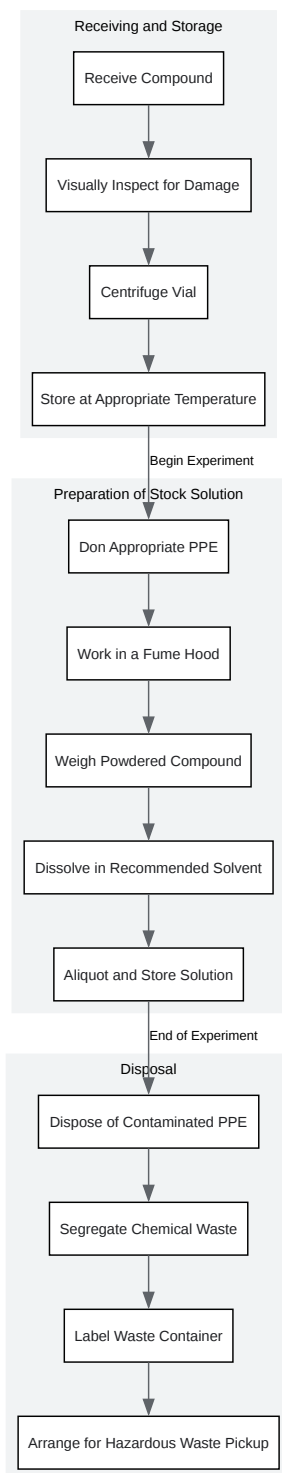 Receiving and Storage
Receive Compound
Visually Inspect for Damage
Centrifuge Vial
Store at Appropriate Temperature
Begin Experiment
Preparation of Stock Solution
Don Appropriate PPE
Work in a Fume Hood
Weigh Powdered Compound
Dissolve in Recommended Solvent
Aliquot and Store Solution
End of Experiment
Disposal
Dispose of Contaminated PPE
Segregate Chemical Waste
Label Waste Container
Arrange for Hazardous Waste Pickup